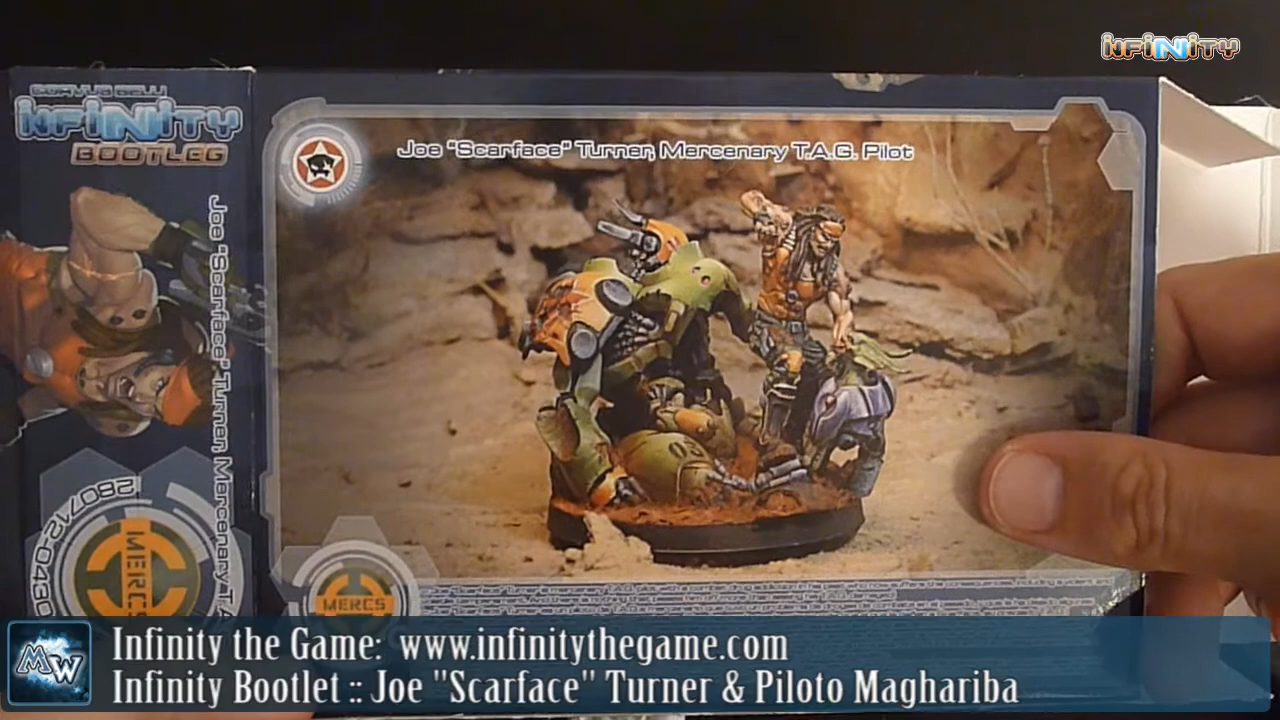 INFINITY
CORVUS BELLI
INFINITY
BOOTLEG
Joe "Scarface" Turner, Mercenary T.A.G. Pilot
Joe "Scarface" Turner, Mercenary T.A
280712-0430
MERCS
03
MERCS
MW
Infinity the Game: www.infinitythegame.com
Infinity Bootlet :: Joe "Scarface" Turner & Piloto Maghariba